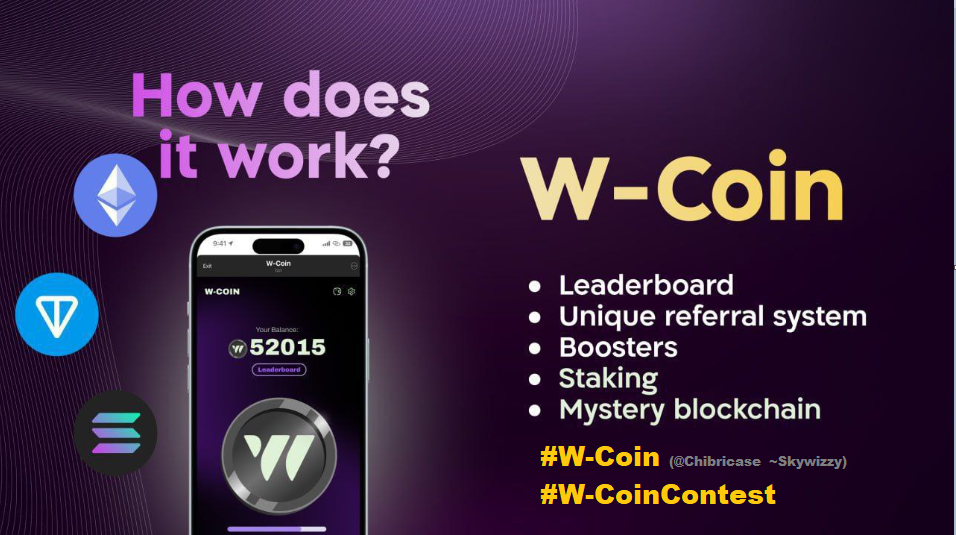 How does
it work?
W-Coin
9:41
Exit
W-Coin
W-COIN
Your Balance:
52015
Leaderboard
• Leaderboard
• Unique referral system
• Boosters
• Staking
• Mystery blockchain
#W-Coin (@Chibricase ~Skywizzy)
#W-CoinContest